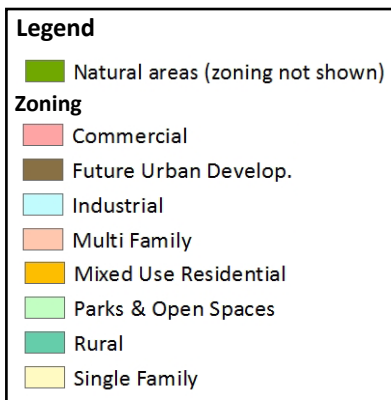 Legend
Natural areas (zoning not shown)
Zoning
Commercial
Future Urban Develop.
Industrial
Multi Family
Mixed Use Residential
Parks & Open Spaces
Rural
Single Family